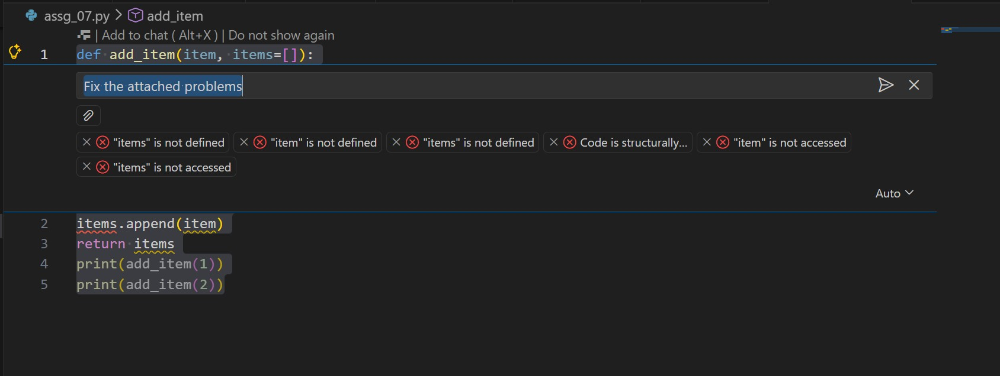 assg_07.py > add_item
| Add to chat ( Alt+X ) | Do not show again
1 def add_item(item, items=[]):
Fix the attached problems
"items" is not defined "item" is not defined "items" is not defined Code is structurally... "item" is not accessed
"items" is not accessed
Auto
2 items.append(item)
3 return items
4 print(add_item(1))
5 print(add_item(2))